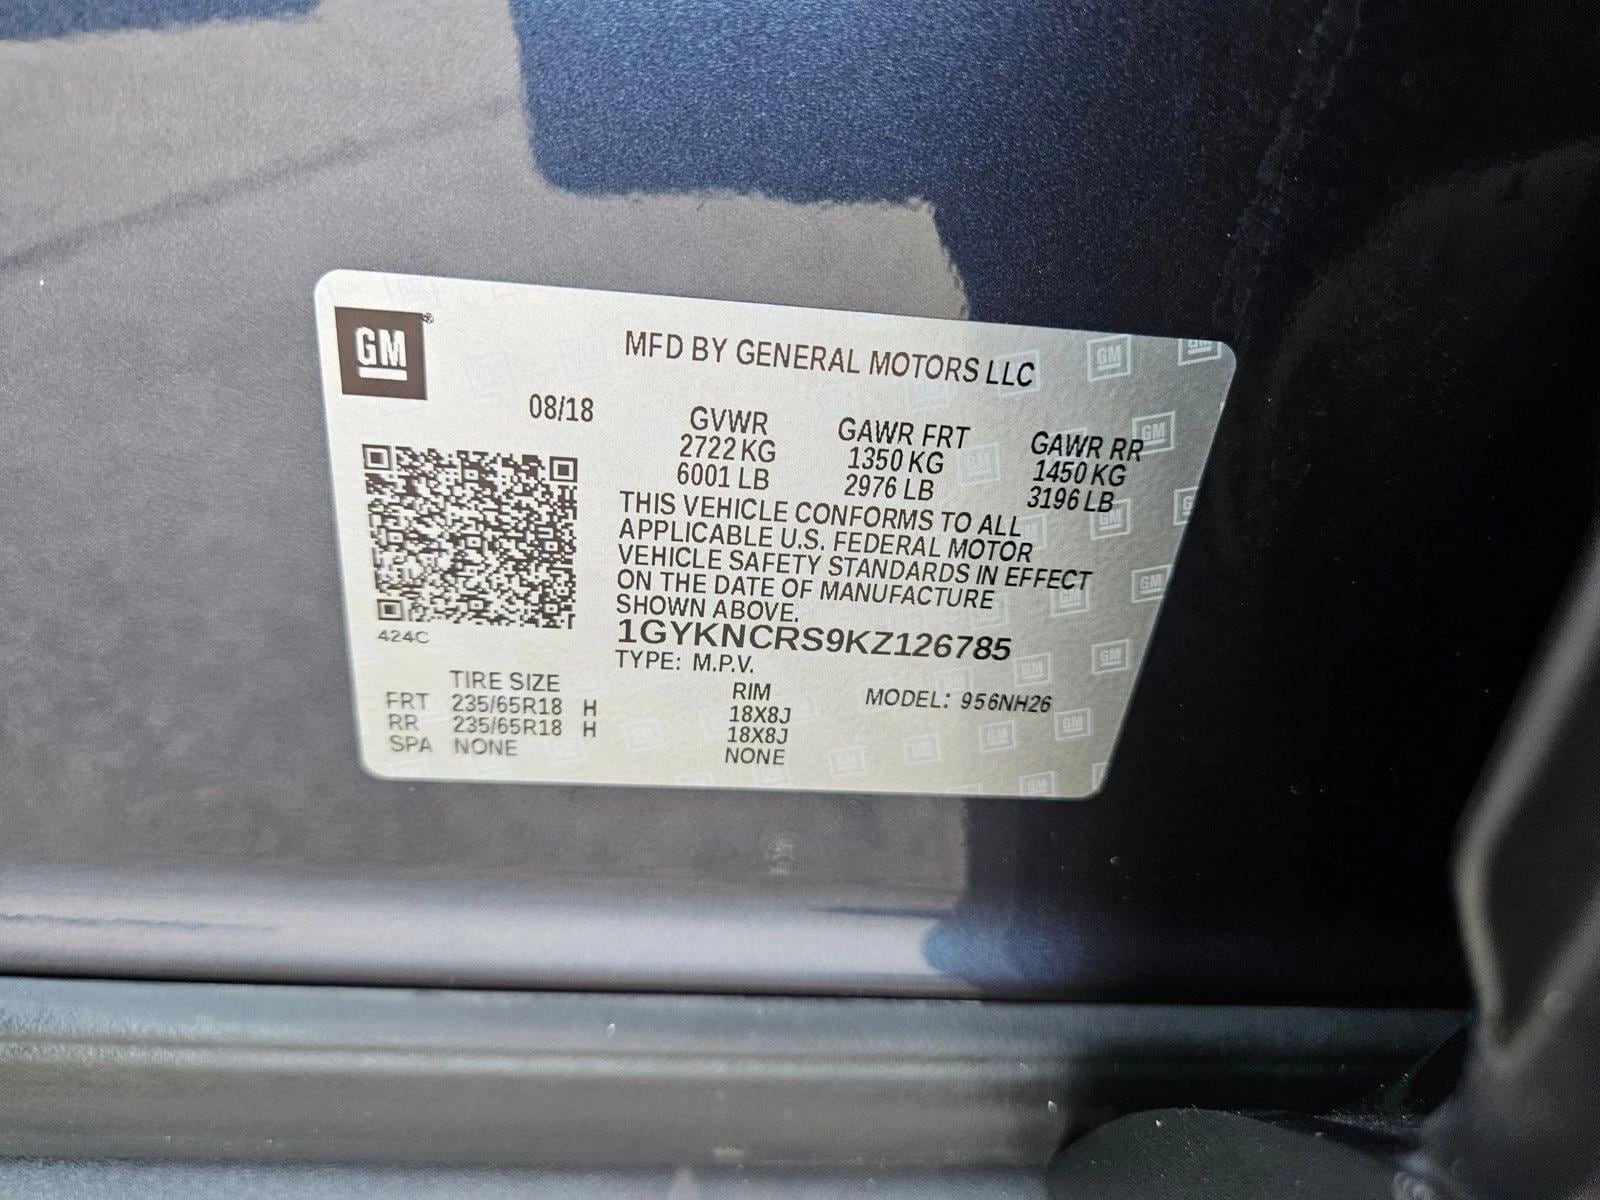 GM
MFD BY GENERAL MOTORS LLC
08/18
GVWR GAWR FRT GAWR RR
2722 KG 1350 KG 1450 KG
6001 LB 2976 LB 3196 LB
THIS VEHICLE CONFORMS TO ALL
APPLICABLE U.S. FEDERAL MOTOR
VEHICLE SAFETY STANDARDS IN EFFECT
ON THE DATE OF MANUFACTURE
SHOWN ABOVE.
1GYKNCRS9KZ126785
TYPE: M.P.V.
424C
TIRE SIZE RIM MODEL: 956NH26
FRT 235/65R18 H 18X8J
RR 235/65R18 H 18X8J
SPA NONE NONE